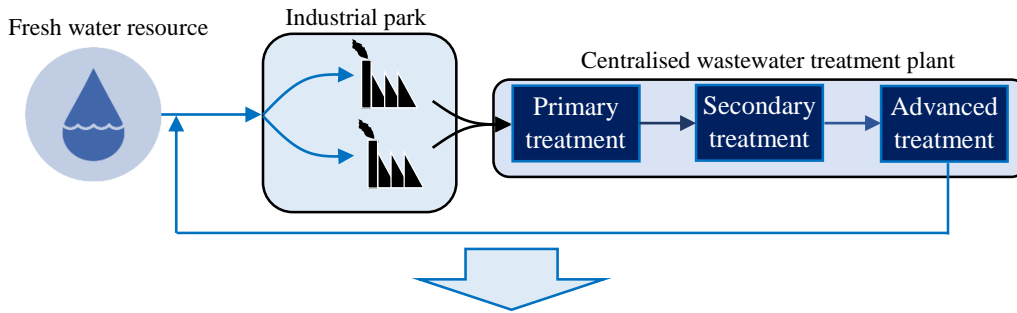 Fresh water resource
Industrial park
Centralised wastewater treatment plant
Primary
treatment
Secondary
treatment
Advanced
treatment